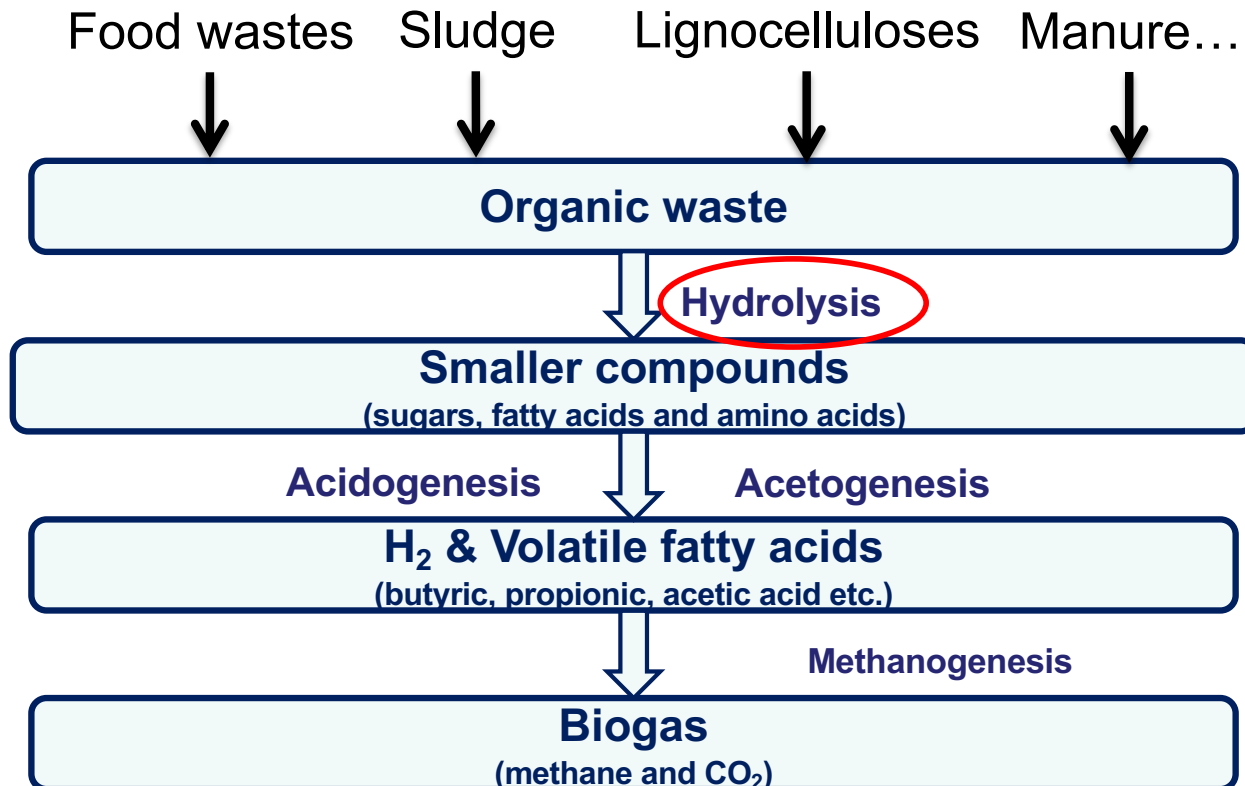 Food wastes Sludge Lignocelluloses Manure…
Organic waste
Hydrolysis
Smaller compounds
(sugars, fatty acids and amino acids)
Acidogenesis Acetogenesis
H₂ & Volatile fatty acids
(butyric, propionic, acetic acid etc.)
Methanogenesis
Biogas
(methane and CO₂)